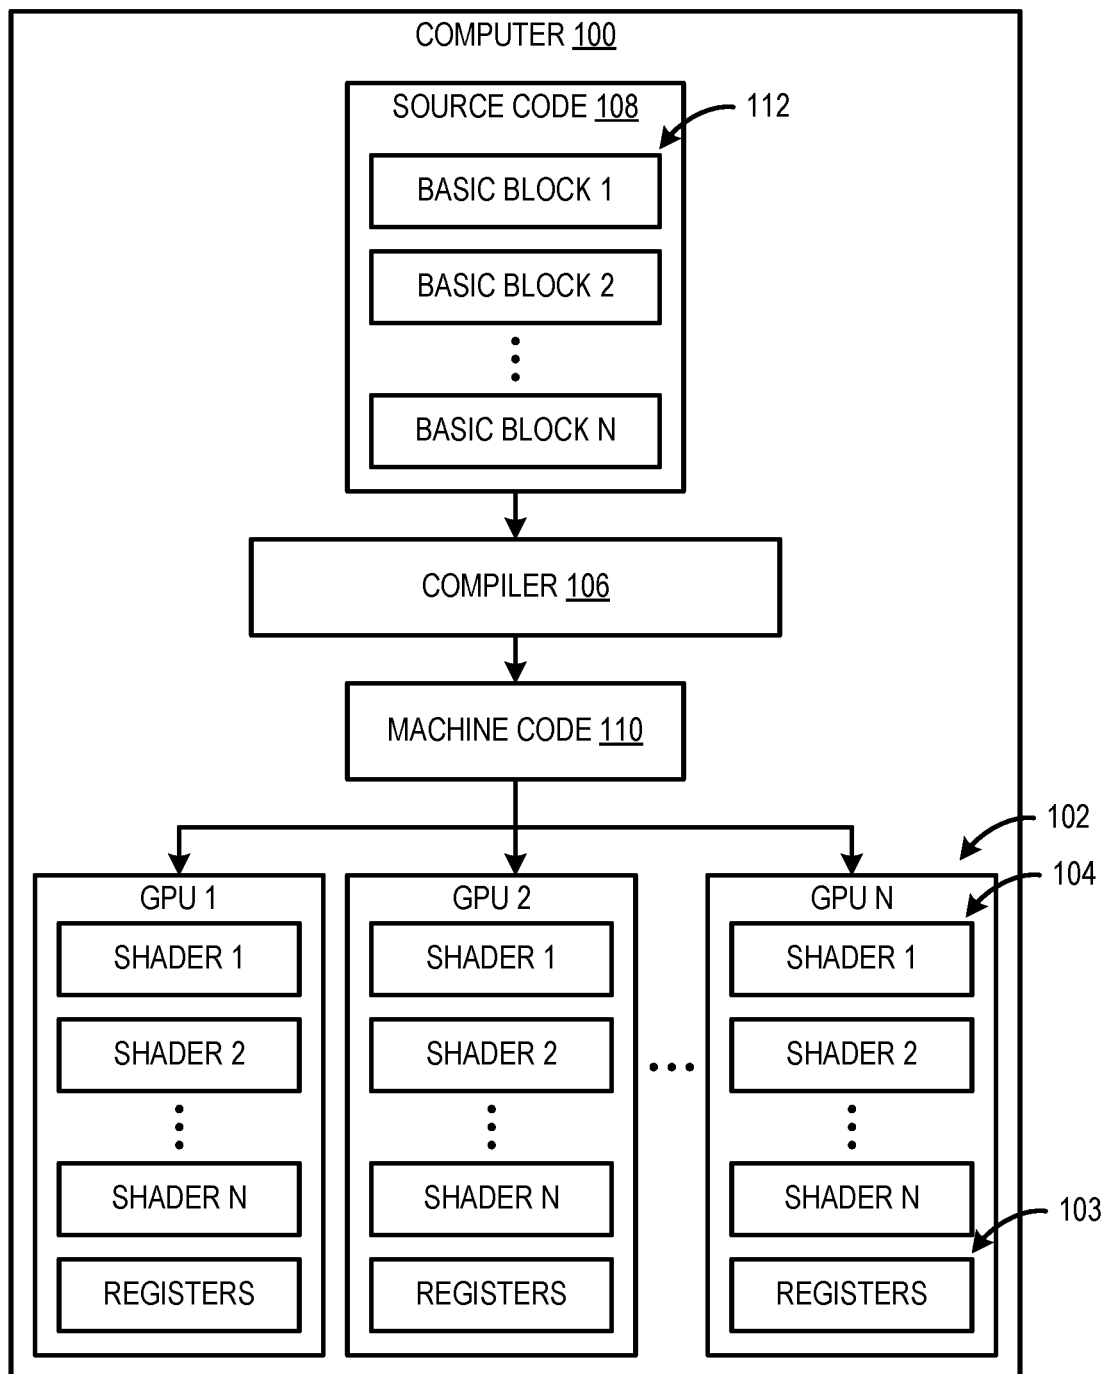 COMPUTER 100
SOURCE CODE 108
112
BASIC BLOCK 1
BASIC BLOCK 2
BASIC BLOCK N
COMPILER 106
MACHINE CODE 110
102
104
GPU 1
GPU 2
GPU N
SHADER 1
SHADER 1
SHADER 1
SHADER 2
SHADER 2
SHADER 2
SHADER N
SHADER N
SHADER N
103
REGISTERS
REGISTERS
REGISTERS